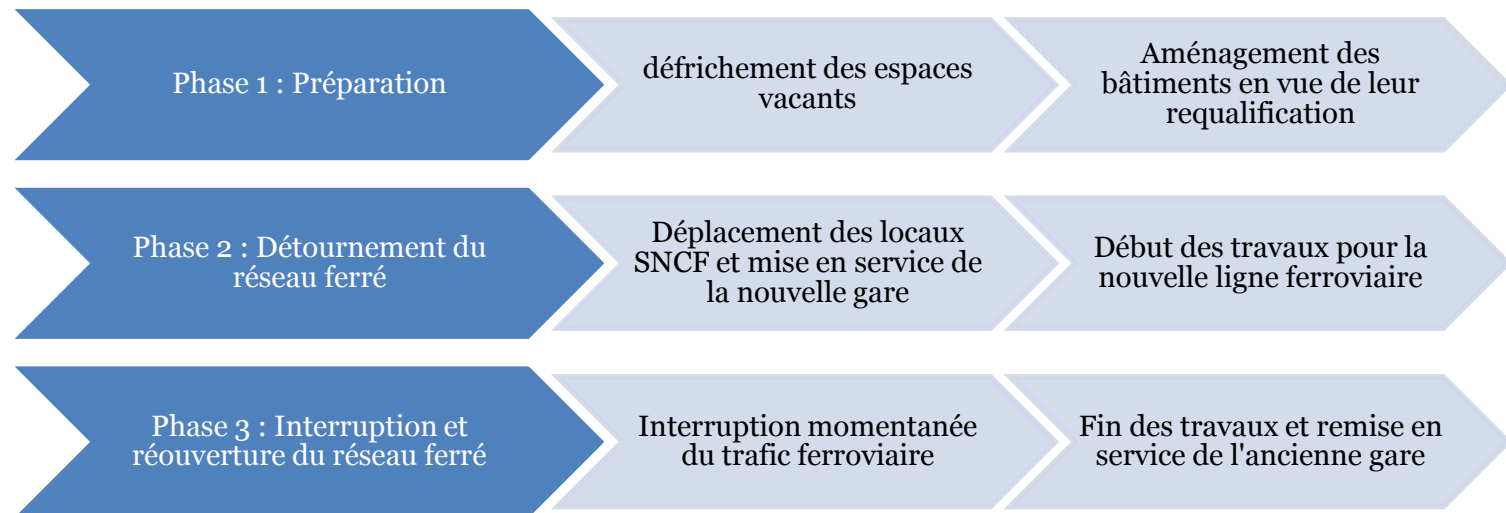 Phase 1 : Préparation
défrichement des espaces
vacants
Aménagement des
bâtiments en vue de leur
requalification
Phase 2 : Détournement du
réseau ferré
Déplacement des locaux
SNCF et mise en service de
la nouvelle gare
Début des travaux pour la
nouvelle ligne ferroviaire
Phase 3 : Interruption et
réouverture du réseau ferré
Interruption momentanée
du trafic ferroviaire
Fin des travaux et remise en
service de l'ancienne gare